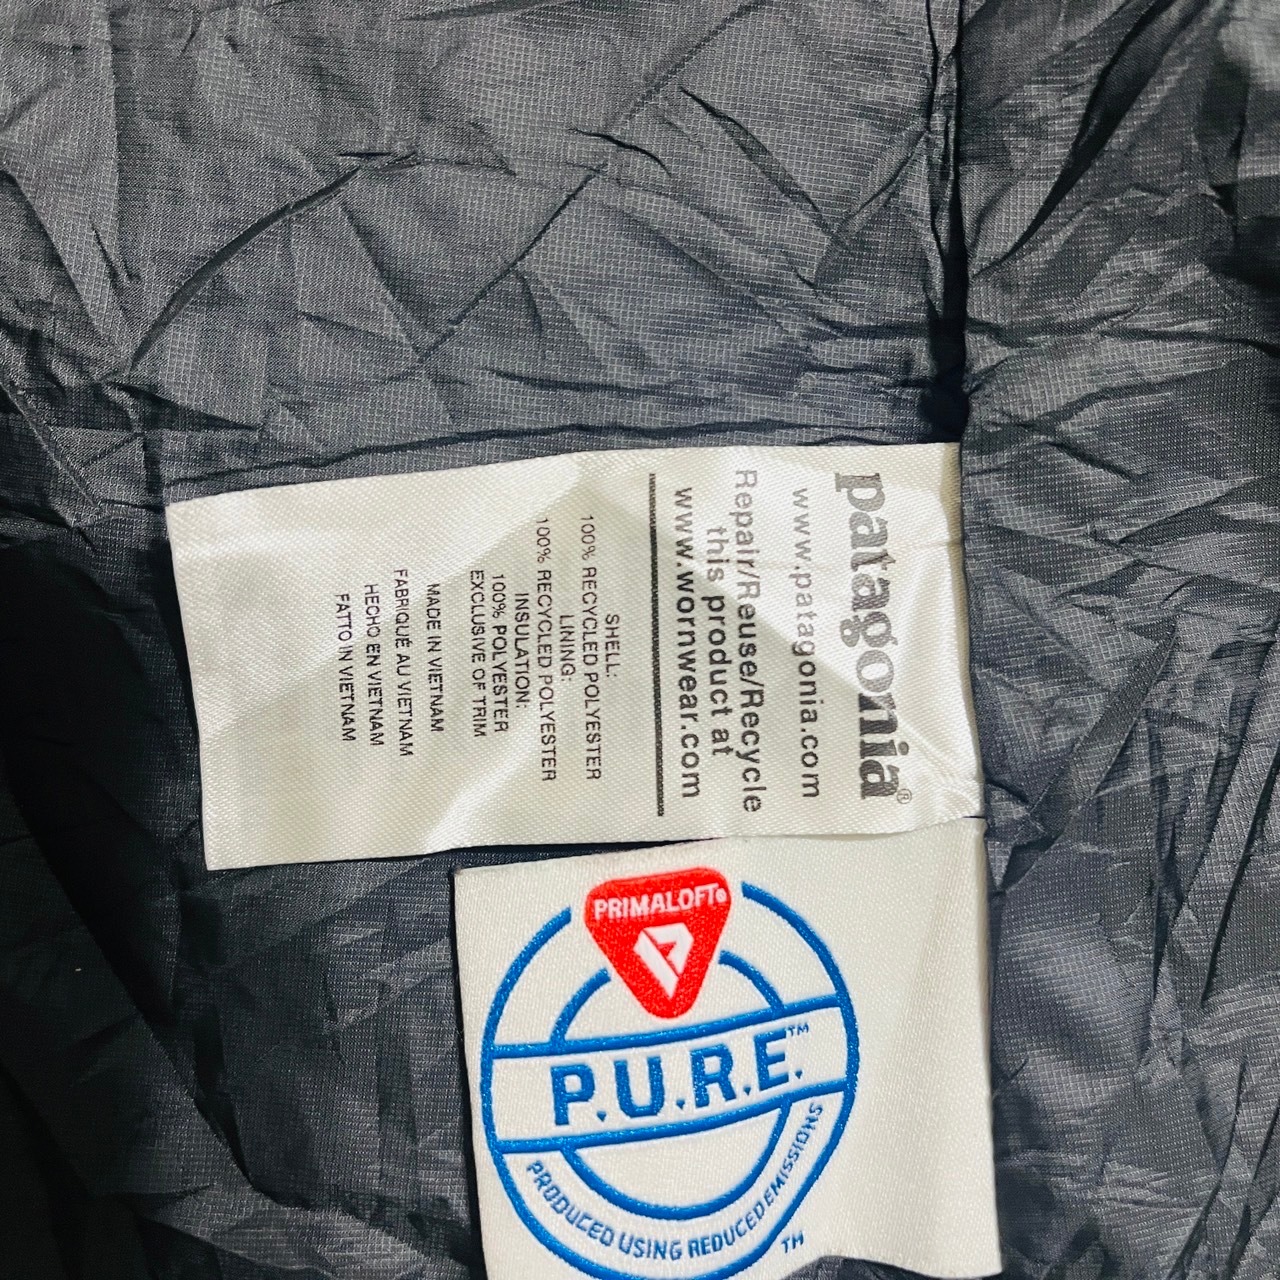 patagonia®
www.patagonia.com
Repair/Reuse/Recycle
this product at
www.wornwear.com
SHELL:
100% RECYCLED POLYESTER
LINING:
100% RECYCLED POLYESTER
INSULATION:
100% POLYESTER
EXCLUSIVE OF TRIM
MADE IN VIETNAM
FABRIQUÉ AU VIETNAM
HECHO EN VIETNAM
FATTO IN VIETNAM
PRIMALOFT®
P.U.R.E.™
PRODUCED USING REDUCED EMISSIONS
TM